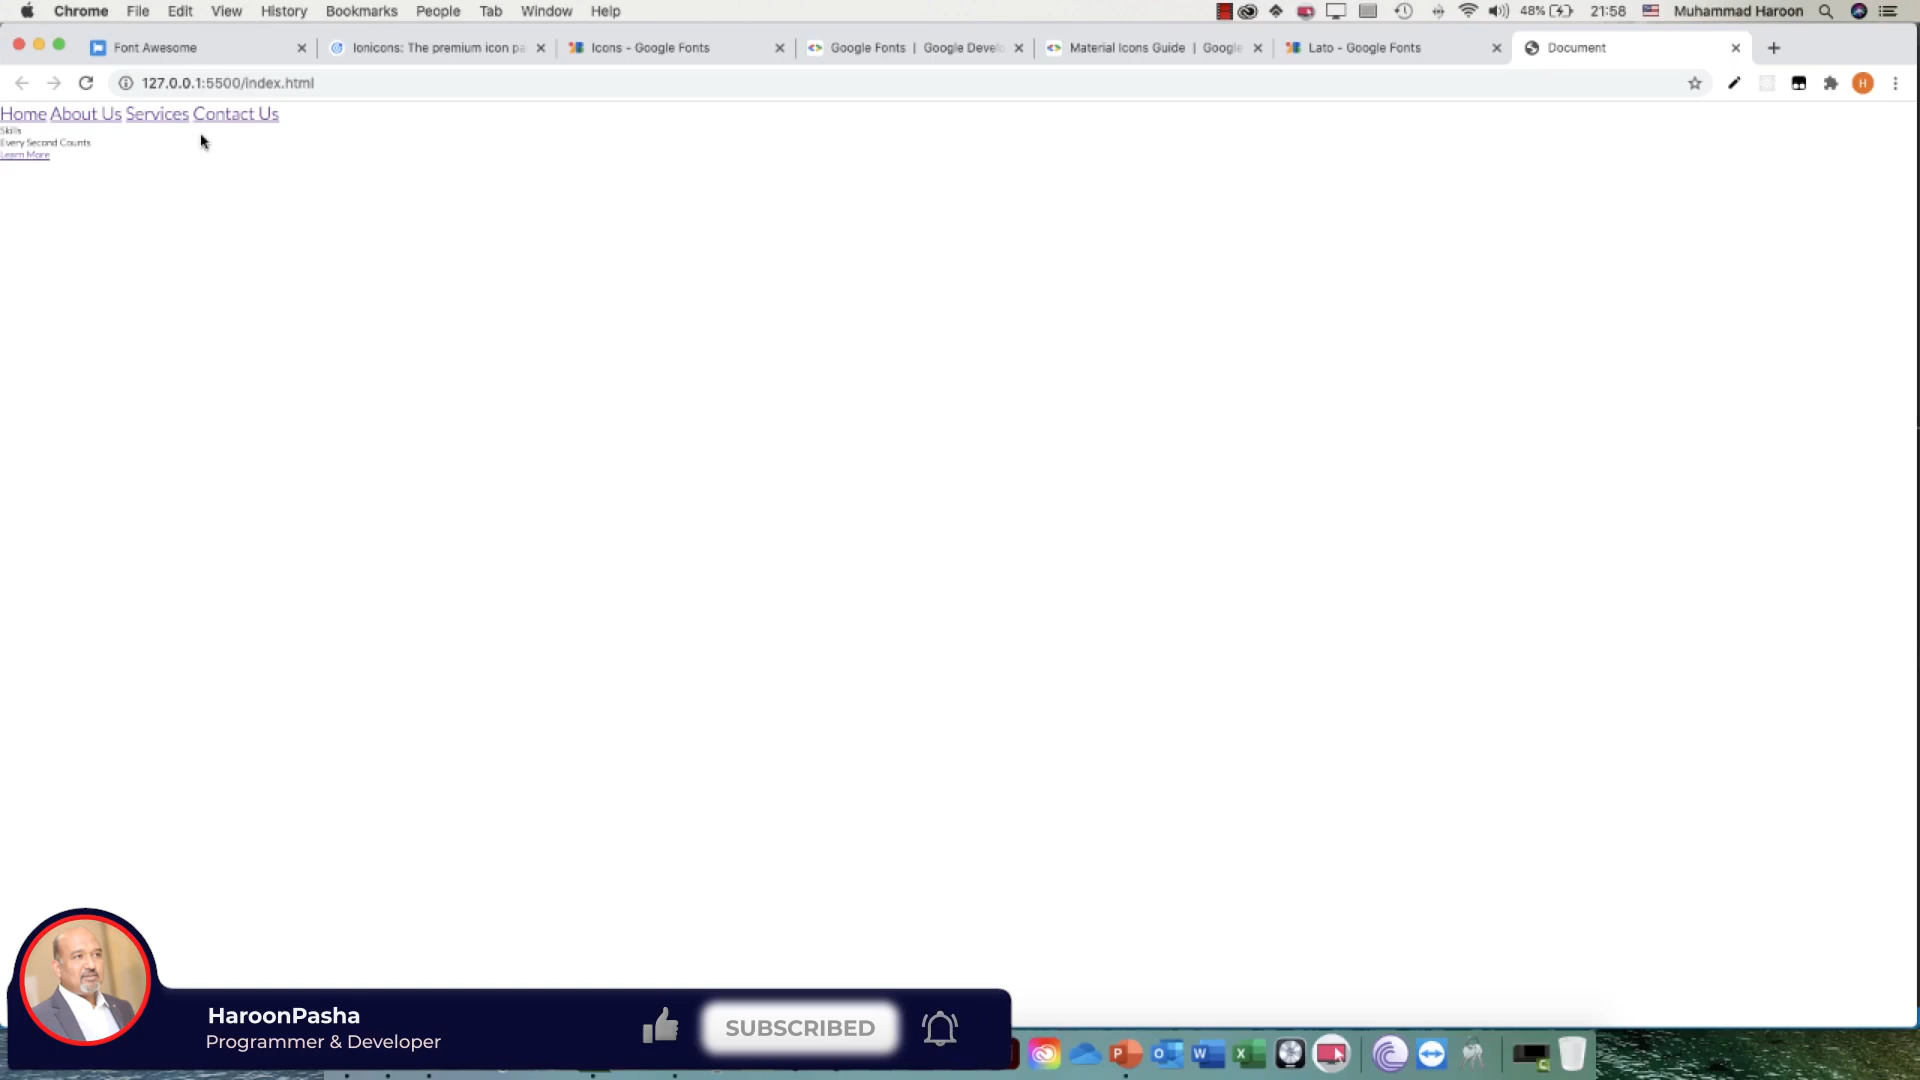 Chrome File Edit View History Bookmarks People Tab Window Help 48% 21:58 Muhammad Haroon
Font Awesome Ionicons: The premium icon pa Icons - Google Fonts Google Fonts | Google Develo Material Icons Guide | Google Lato - Google Fonts Document
127.0.0.1:5500/index.html H
Home About Us Services Contact Us
Skills
Every Second Counts
Learn More
HaroonPasha
Programmer & Developer
SUBSCRIBED